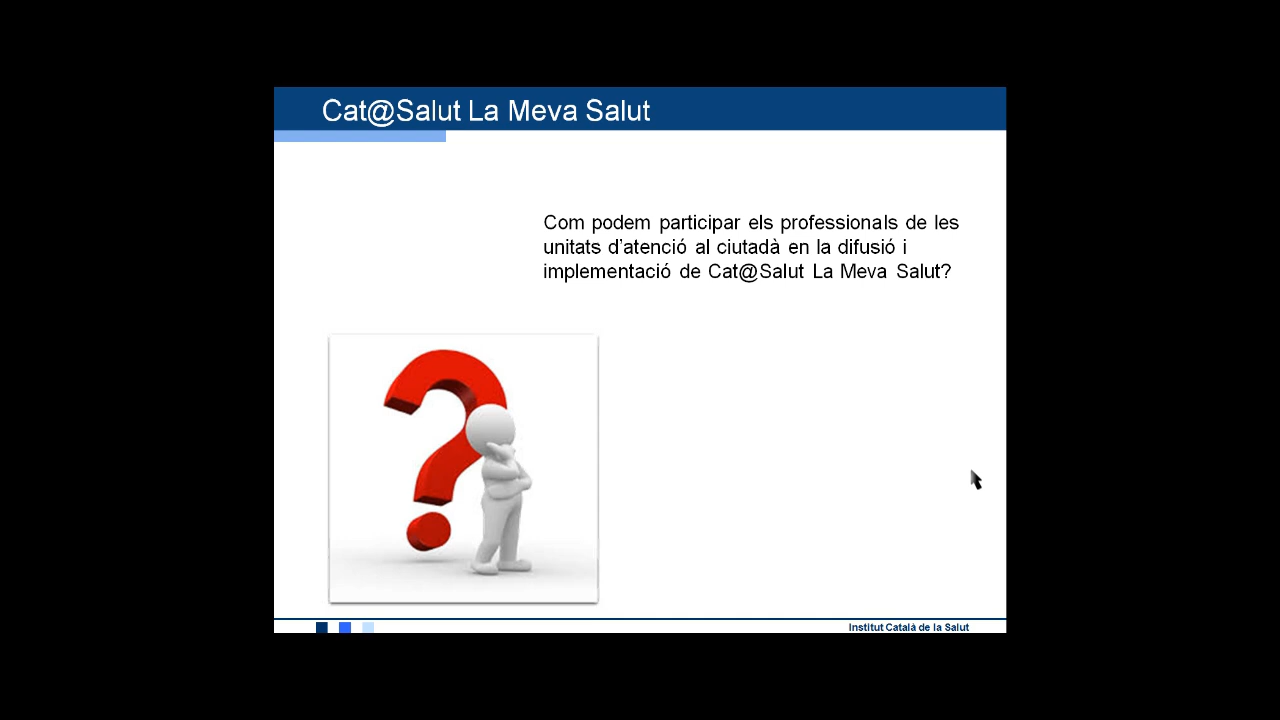 Cat@Salut La Meva Salut
Com podem participar els professionals de les
unitats d’atenció al ciutadà en la difusió i
implementació de Cat@Salut La Meva Salut?
Institut Català de la Salut